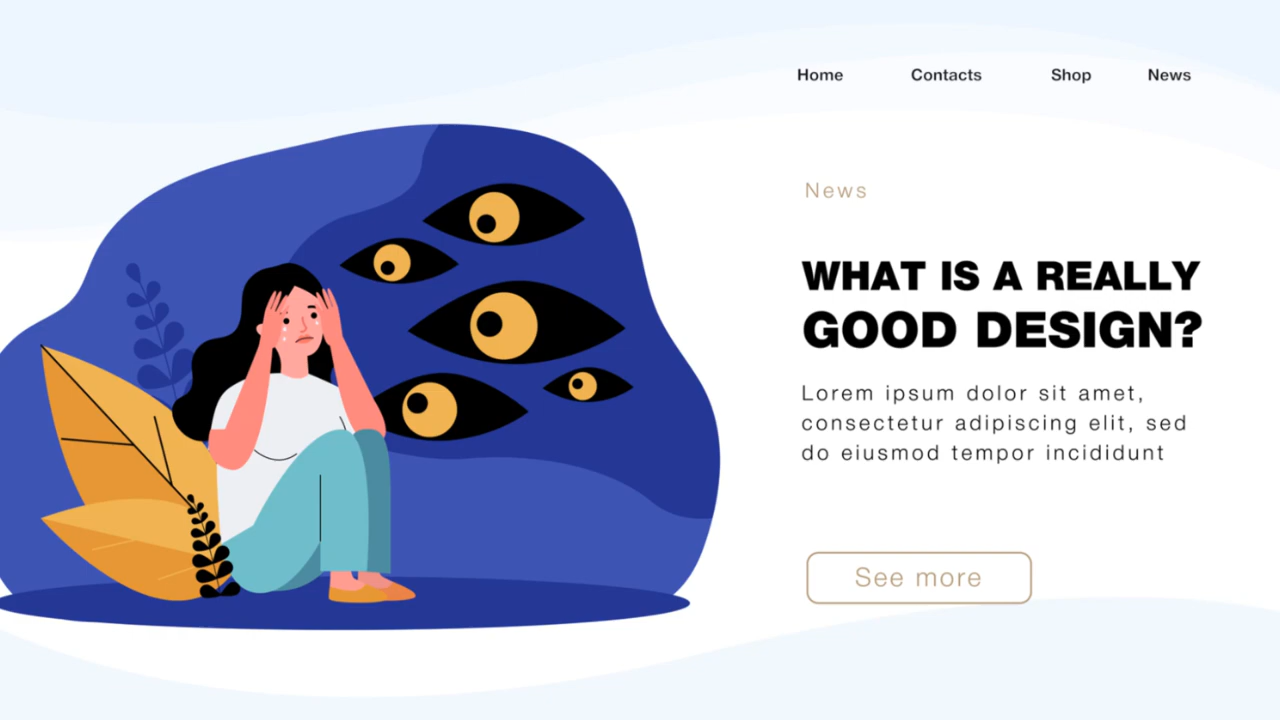 Home Contacts Shop News
News
WHAT IS A REALLY
GOOD DESIGN?
Lorem ipsum dolor sit amet,
consectetur adipiscing elit, sed
do eiusmod tempor incididunt
See more